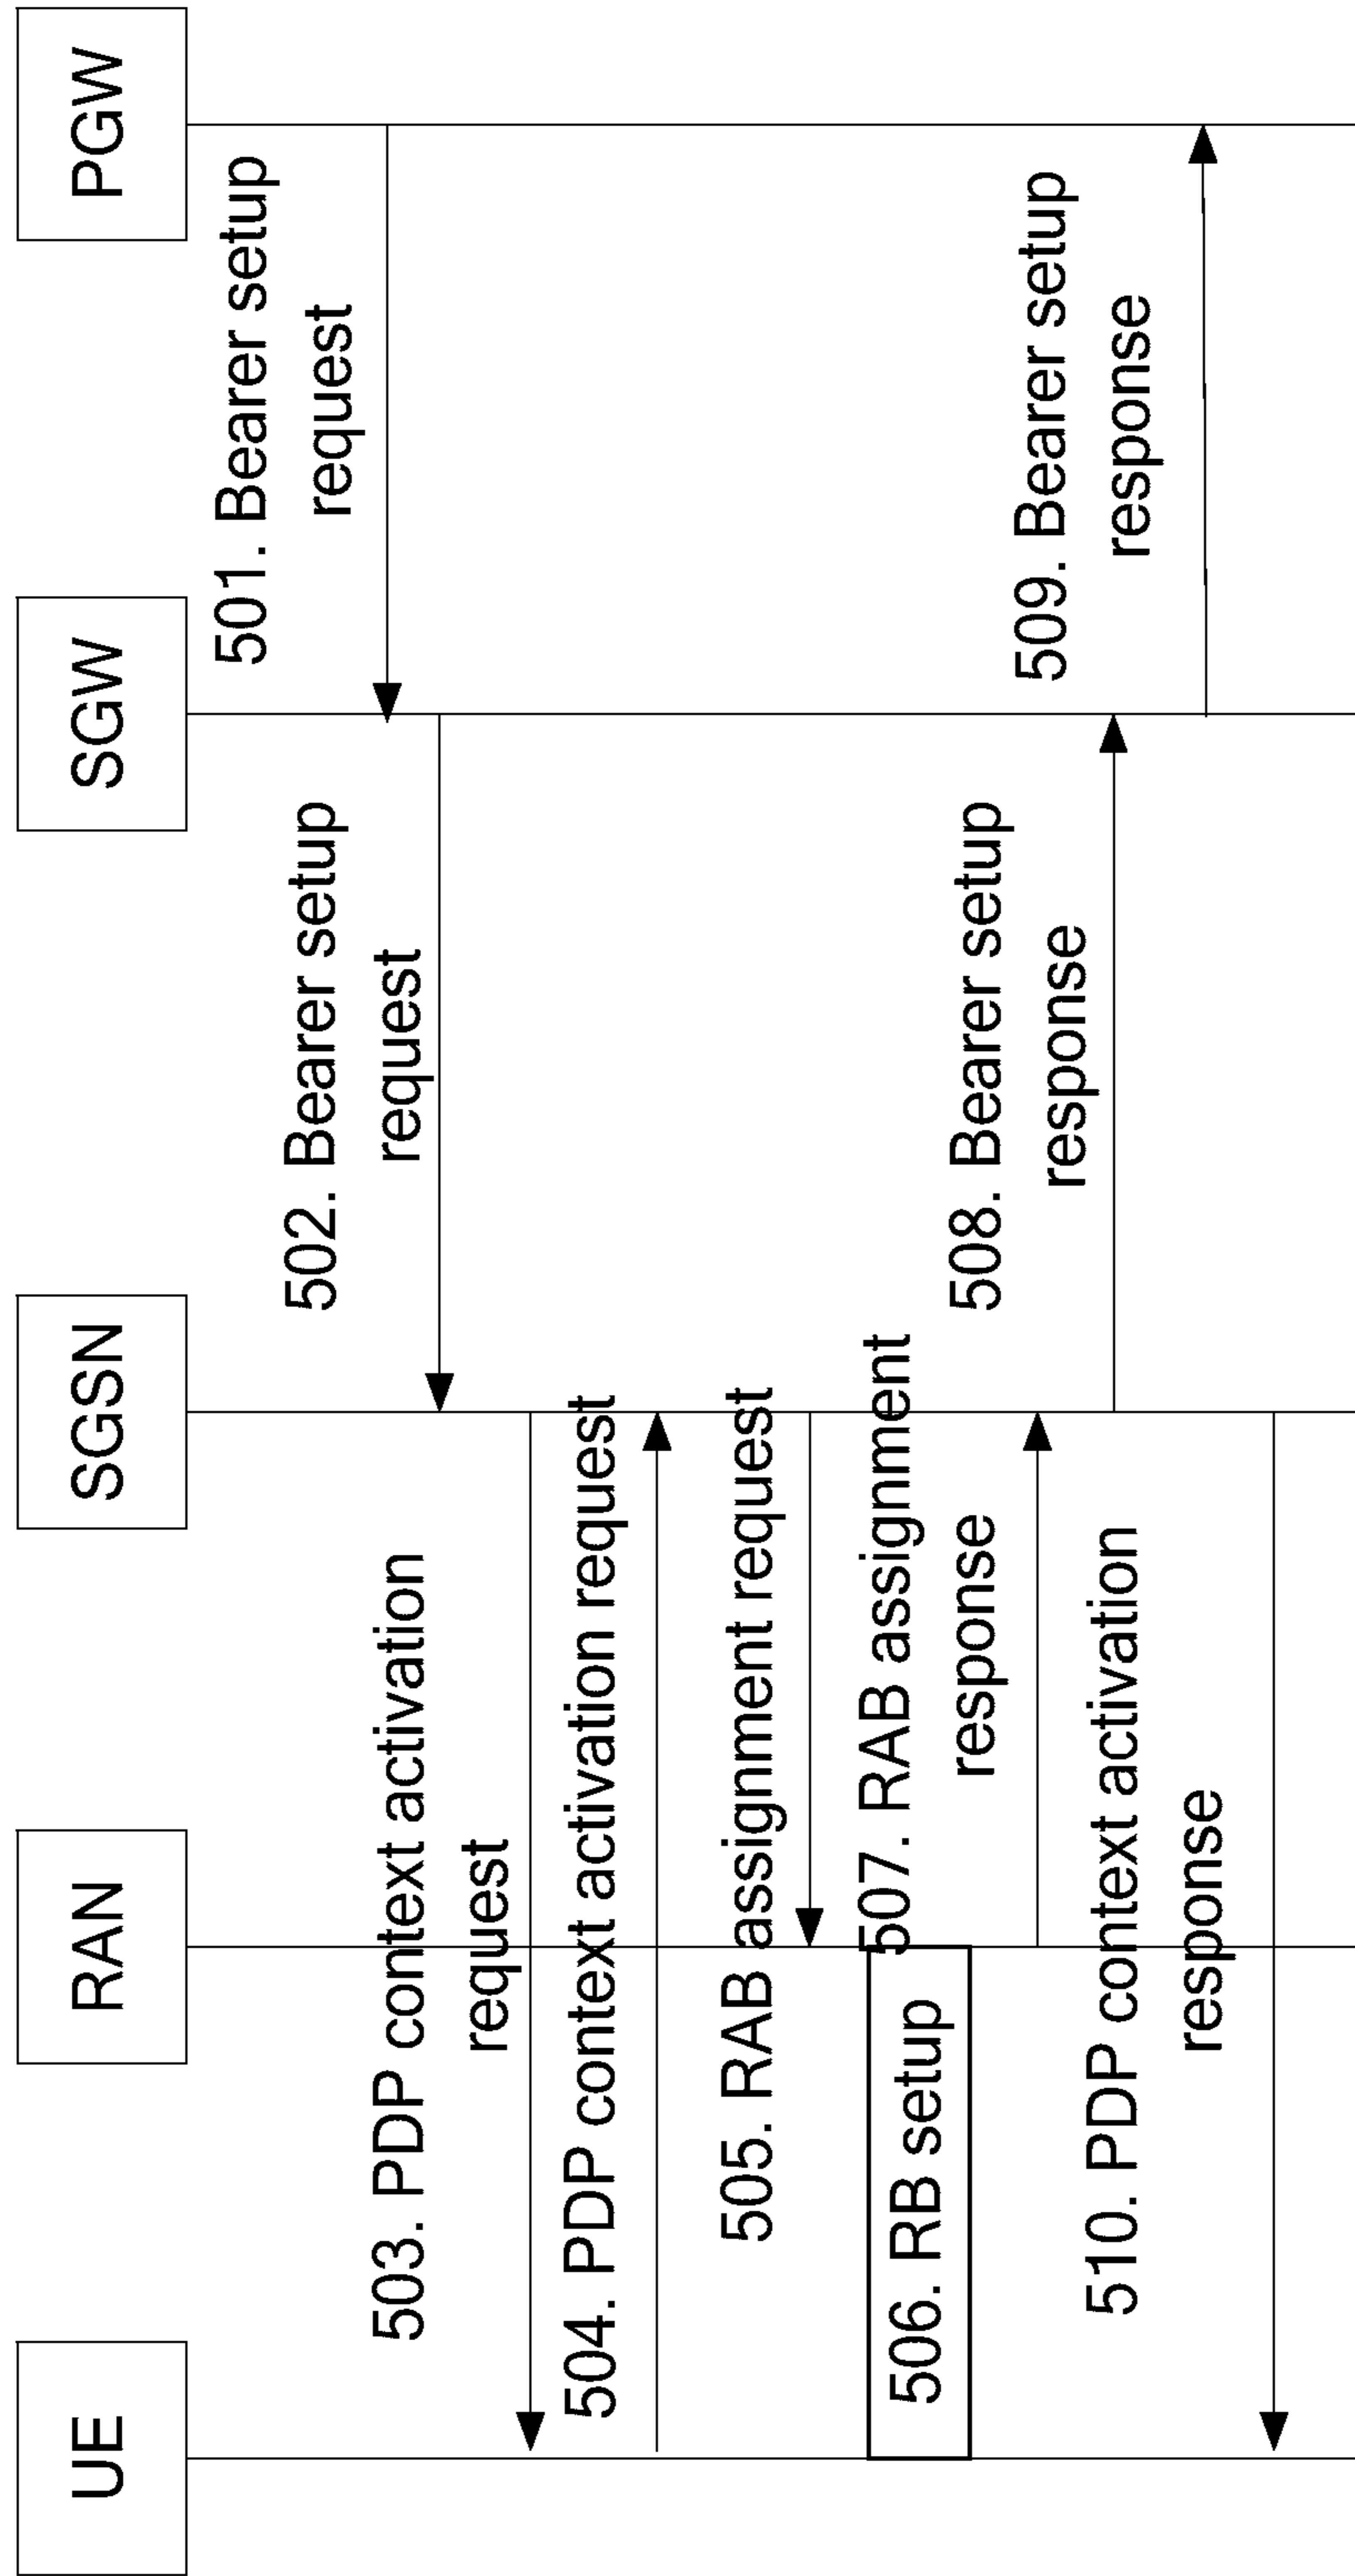 UE
RAN
SGSN
SGW
PGW
501. Bearer setup
request
502. Bearer setup
request
503. PDP context activation
request
504. PDP context activation request
505. RAB assignment request
506. RB setup
507. RAB assignment
response
508. Bearer setup
response
509. Bearer setup
response
510. PDP context activation
response